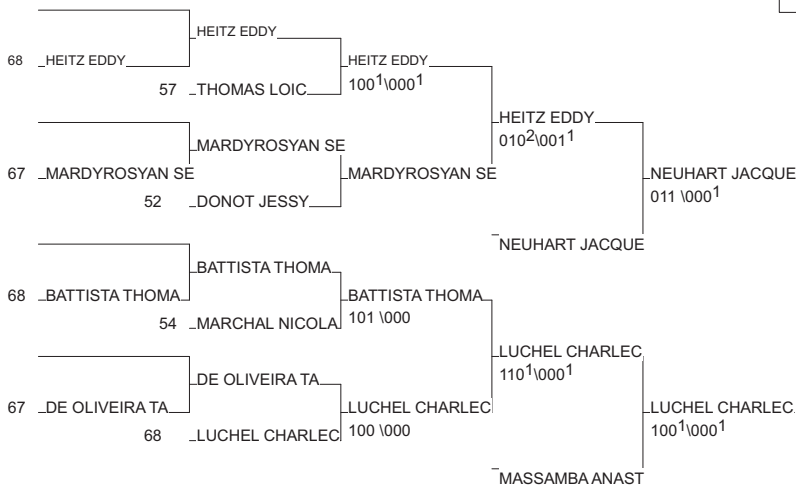 HEITZ EDDY
68 HEITZ EDDY
HEITZ EDDY
57 THOMAS LOIC
100¹\000¹
HEITZ EDDY
010²\001¹
MARDYROSYAN SE
67 MARDYROSYAN SE
MARDYROSYAN SE
NEUHART JACQUE
52 DONOT JESSY
011 \000¹
NEUHART JACQUE
BATTISTA THOMA
68 BATTISTA THOMA
BATTISTA THOMA
54 MARCHAL NICOLA
101 \000
LUCHEL CHARLEC
110¹\000¹
DE OLIVEIRA TA
67 DE OLIVEIRA TA
LUCHEL CHARLEC
LUCHEL CHARLEC
68 LUCHEL CHARLEC
100 \000
100¹\000¹
MASSAMBA ANAST